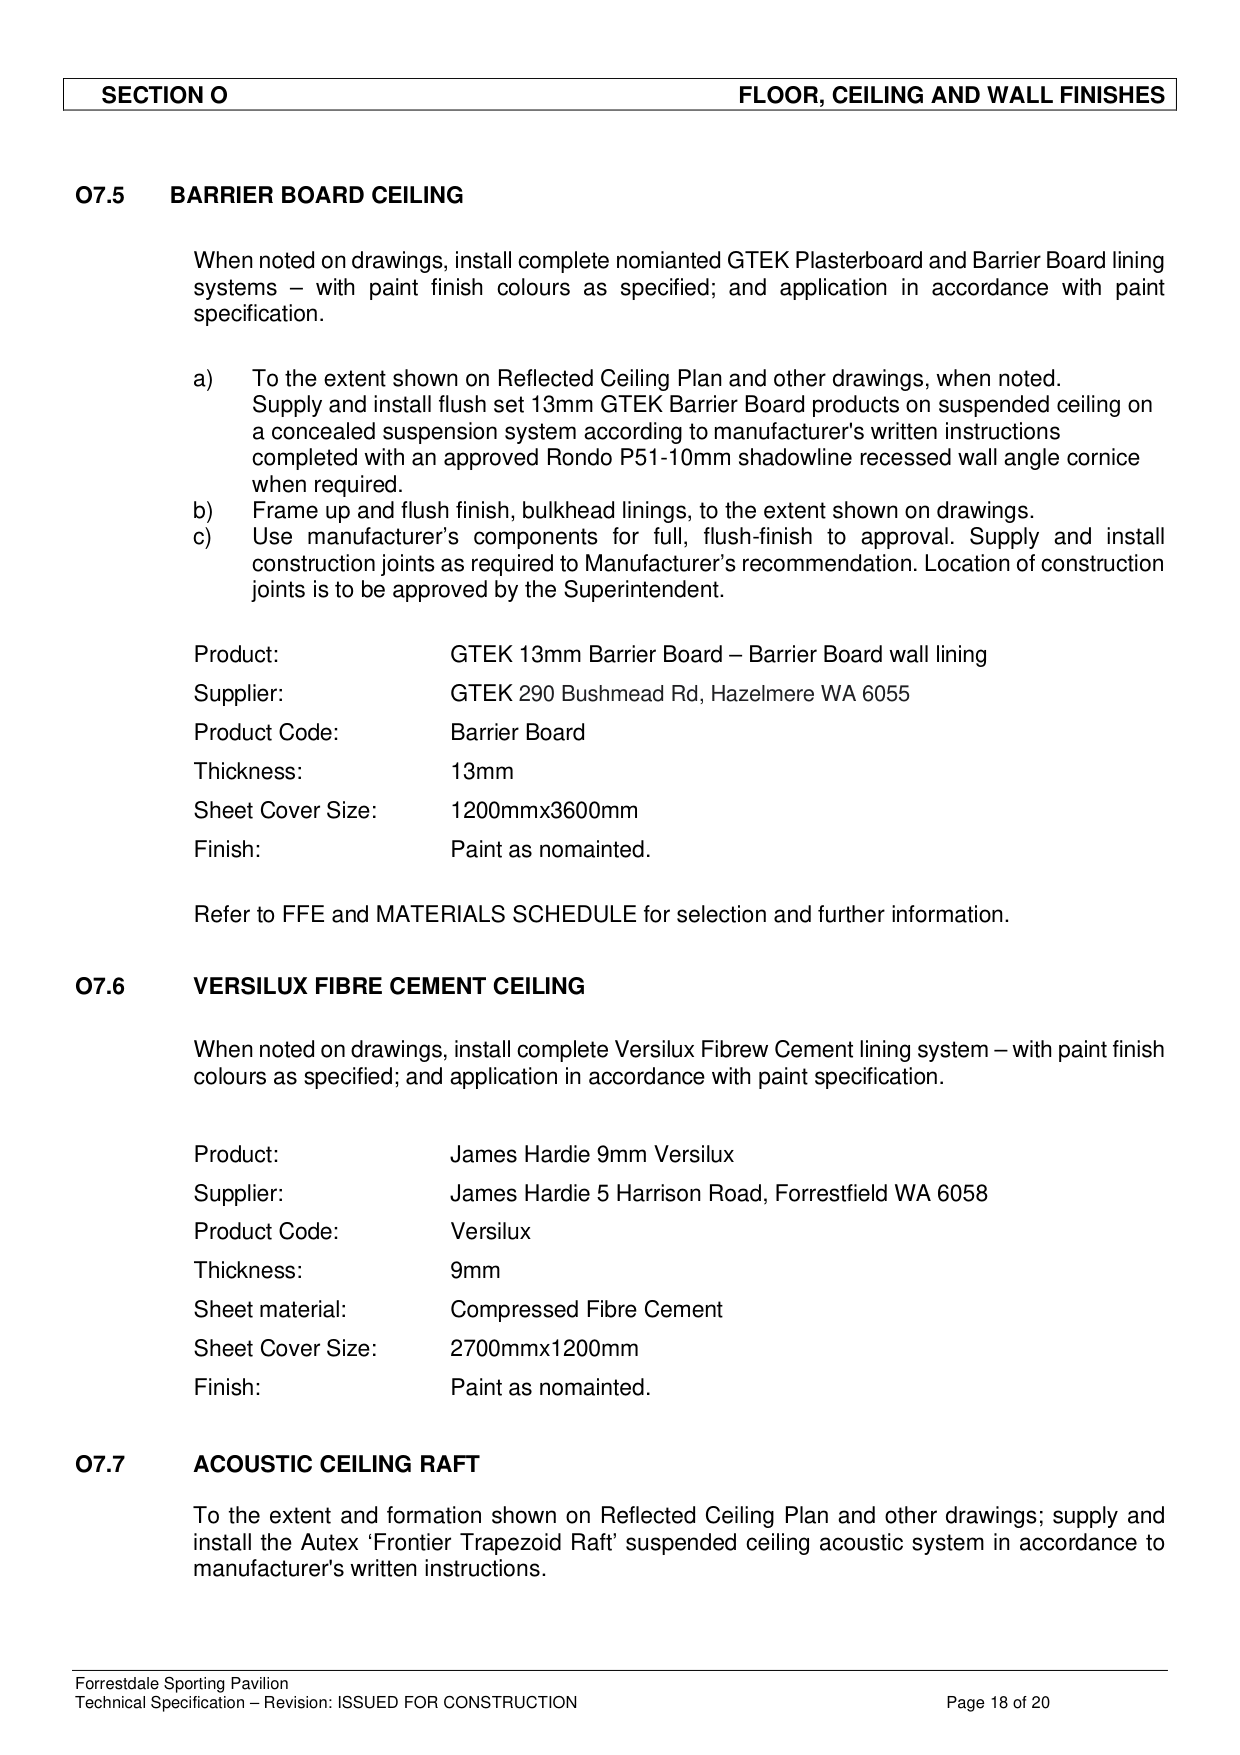 SECTION O FLOOR, CEILING AND WALL FINISHES
O7.5 BARRIER BOARD CEILING
When noted on drawings, install complete nomianted GTEK Plasterboard and Barrier Board lining
systems – with paint finish colours as specified; and application in accordance with paint
specification.
a) To the extent shown on Reflected Ceiling Plan and other drawings, when noted.
Supply and install flush set 13mm GTEK Barrier Board products on suspended ceiling on
a concealed suspension system according to manufacturer's written instructions
completed with an approved Rondo P51-10mm shadowline recessed wall angle cornice
when required.
b) Frame up and flush finish, bulkhead linings, to the extent shown on drawings.
c) Use manufacturer’s components for full, flush-finish to approval. Supply and install
construction joints as required to Manufacturer’s recommendation. Location of construction
joints is to be approved by the Superintendent.
Product: GTEK 13mm Barrier Board – Barrier Board wall lining
Supplier: GTEK 290 Bushmead Rd, Hazelmere WA 6055
Product Code: Barrier Board
Thickness: 13mm
Sheet Cover Size: 1200mmx3600mm
Finish: Paint as nomainted.
Refer to FFE and MATERIALS SCHEDULE for selection and further information.
O7.6 VERSILUX FIBRE CEMENT CEILING
When noted on drawings, install complete Versilux Fibrew Cement lining system – with paint finish
colours as specified; and application in accordance with paint specification.
Product: James Hardie 9mm Versilux
Supplier: James Hardie 5 Harrison Road, Forrestfield WA 6058
Product Code: Versilux
Thickness: 9mm
Sheet material: Compressed Fibre Cement
Sheet Cover Size: 2700mmx1200mm
Finish: Paint as nomainted.
O7.7 ACOUSTIC CEILING RAFT
To the extent and formation shown on Reflected Ceiling Plan and other drawings; supply and
install the Autex ‘Frontier Trapezoid Raft’ suspended ceiling acoustic system in accordance to
manufacturer's written instructions.
Forrestdale Sporting Pavilion
Technical Specification – Revision: ISSUED FOR CONSTRUCTION Page 18 of 20